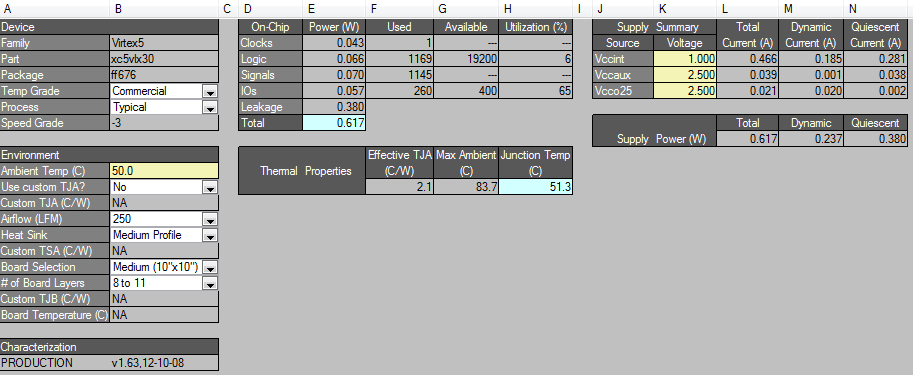 A B C D E F G H I J K L M N
Device
Family Virtex5
Part xc5vlx30
Package ff676
Temp Grade Commercial
Process Typical
Speed Grade -3
Environment
Ambient Temp (C) 50.0
Use custom TJA? No
Custom TJA (C/W) NA
Airflow (LFM) 250
Heat Sink Medium Profile
Custom TSA (C/W) NA
Board Selection Medium (10"x10")
# of Board Layers 8 to 11
Custom TJB (C/W) NA
Board Temperature (C) NA
Characterization
PRODUCTION v1.63,12-10-08
On-Chip Power (W) Used Available Utilization (%)
Clocks 0.043 1 --- ---
Logic 0.066 1169 19200 6
Signals 0.070 1145 --- ---
IOs 0.057 260 400 65
Leakage 0.380
Total 0.617
Effective TJA Max Ambient Junction Temp
Thermal Properties (C/W) (C) (C)
2.1 83.7 51.3
Supply Summary Total Dynamic Quiescent
Source Voltage Current (A) Current (A) Current (A)
Vccint 1.000 0.466 0.185 0.281
Vccaux 2.500 0.039 0.001 0.038
Vcco25 2.500 0.021 0.020 0.002
Total Dynamic Quiescent
Supply Power (W) 0.617 0.237 0.380